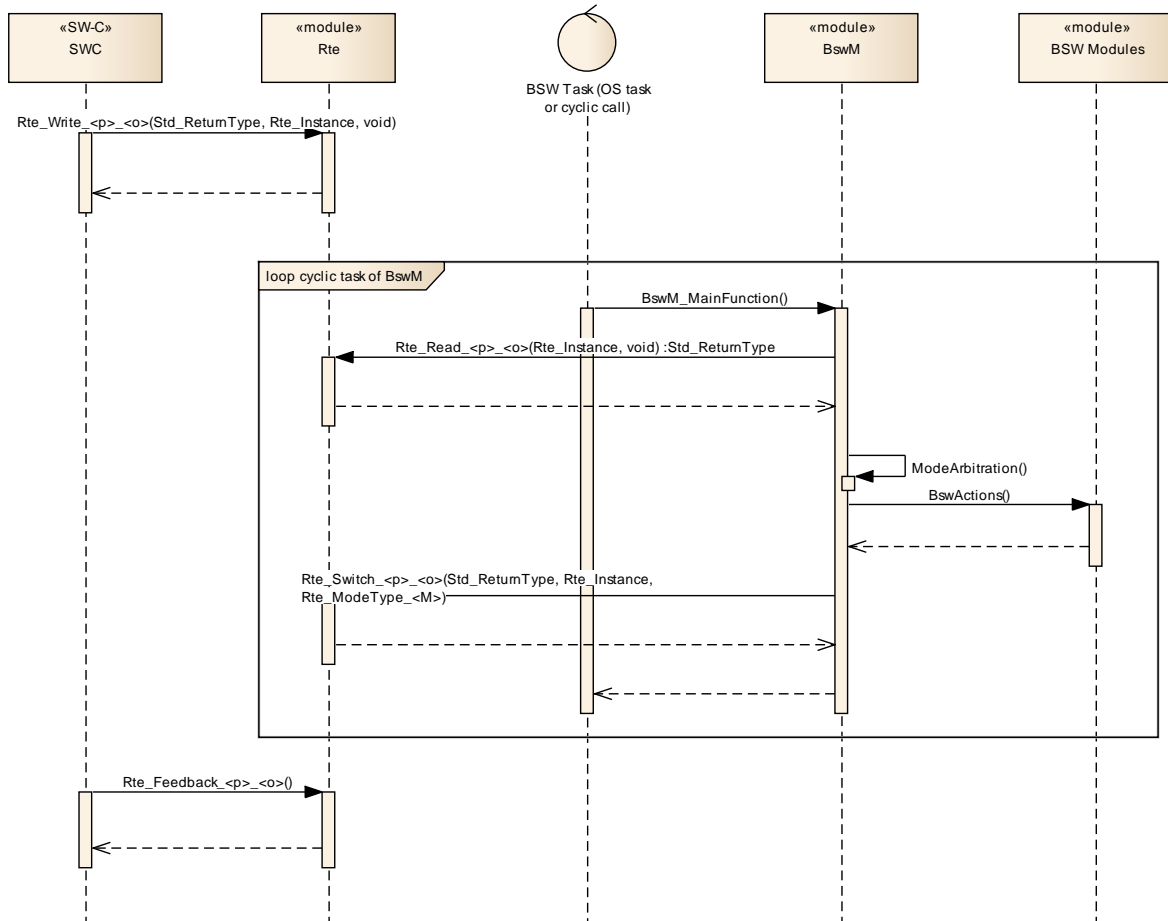 «SW-C»
SWC
«module»
Rte
BSW Task (OS task
or cyclic call)
«module»
BswM
«module»
BSW Modules
Rte_Write_<p>_<o>(Std_ReturnType, Rte_Instance, void)
loop cyclic task of BswM
BswM_MainFunction()
Rte_Read_<p>_<o>(Rte_Instance, void) :Std_ReturnType
ModeArbitration()
BswActions()
Rte_Switch_<p>_<o>(Std_ReturnType, Rte_Instance,
Rte_ModeType_<M>)
Rte_Feedback_<p>_<o>()